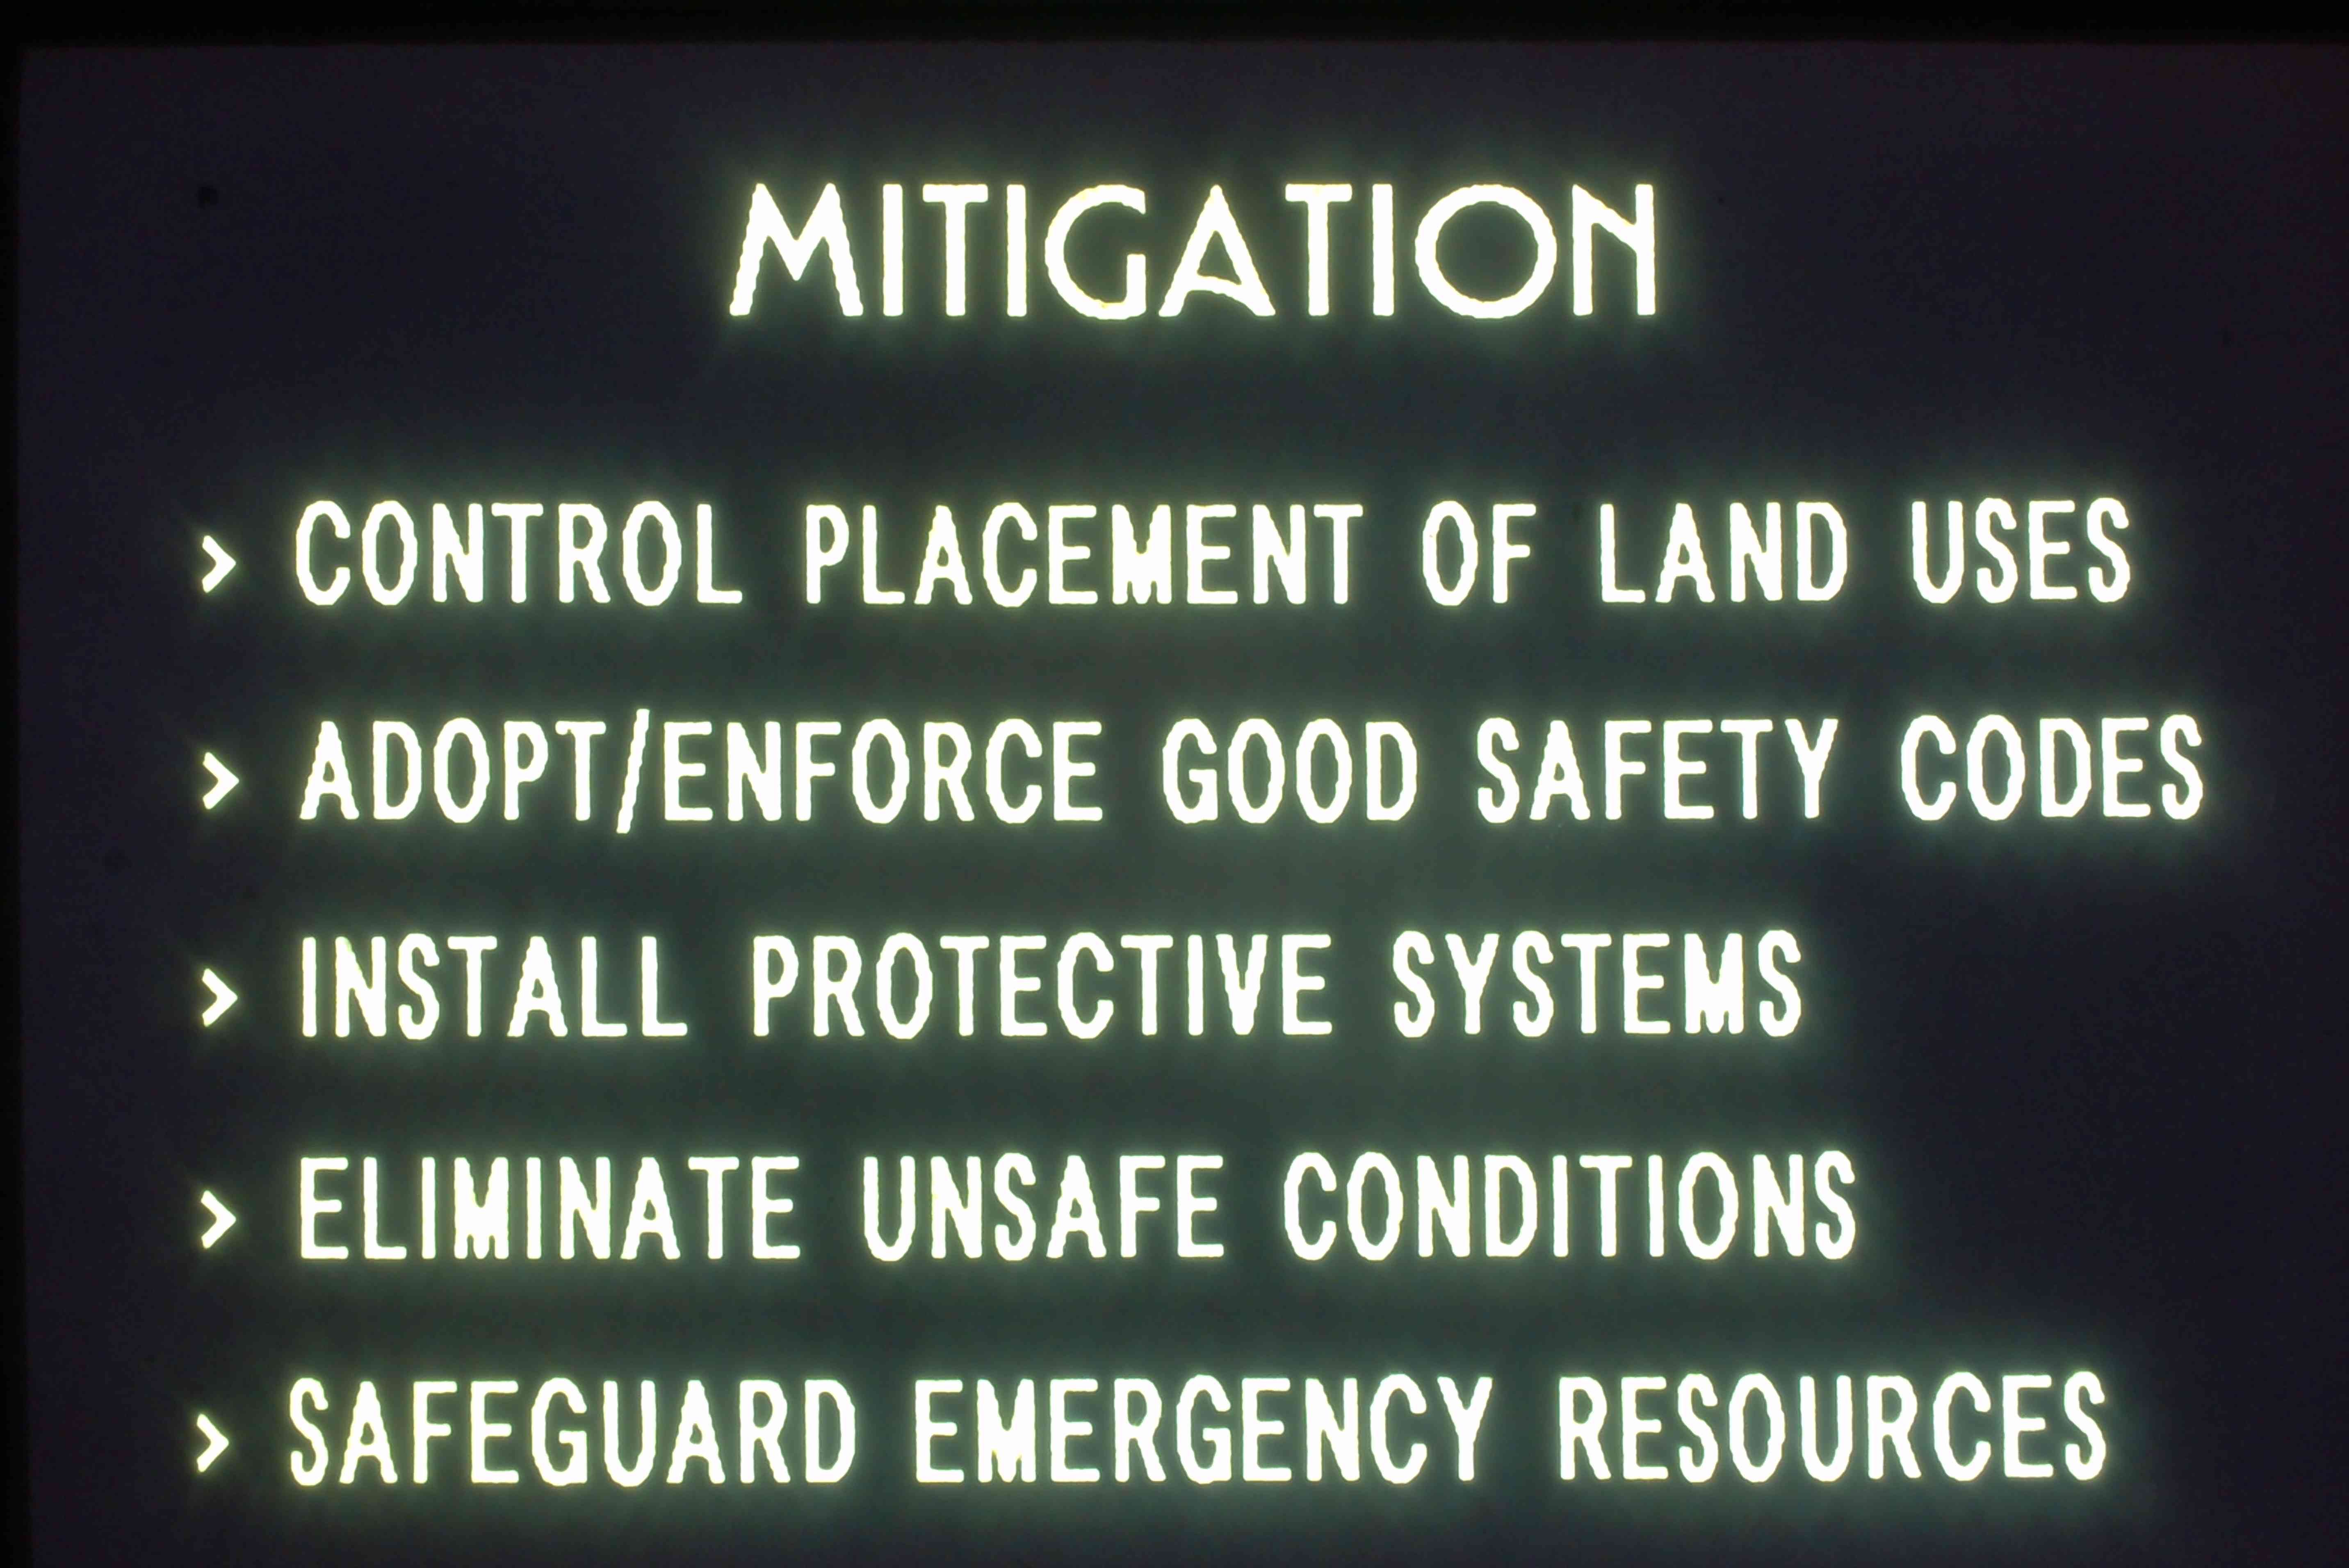 MITIGATION
> CONTROL PLACEMENT OF LAND USES
> ADOPT/ENFORCE GOOD SAFETY CODES
> INSTALL PROTECTIVE SYSTEMS
> ELIMINATE UNSAFE CONDITIONS
> SAFEGUARD EMERGENCY RESOURCES